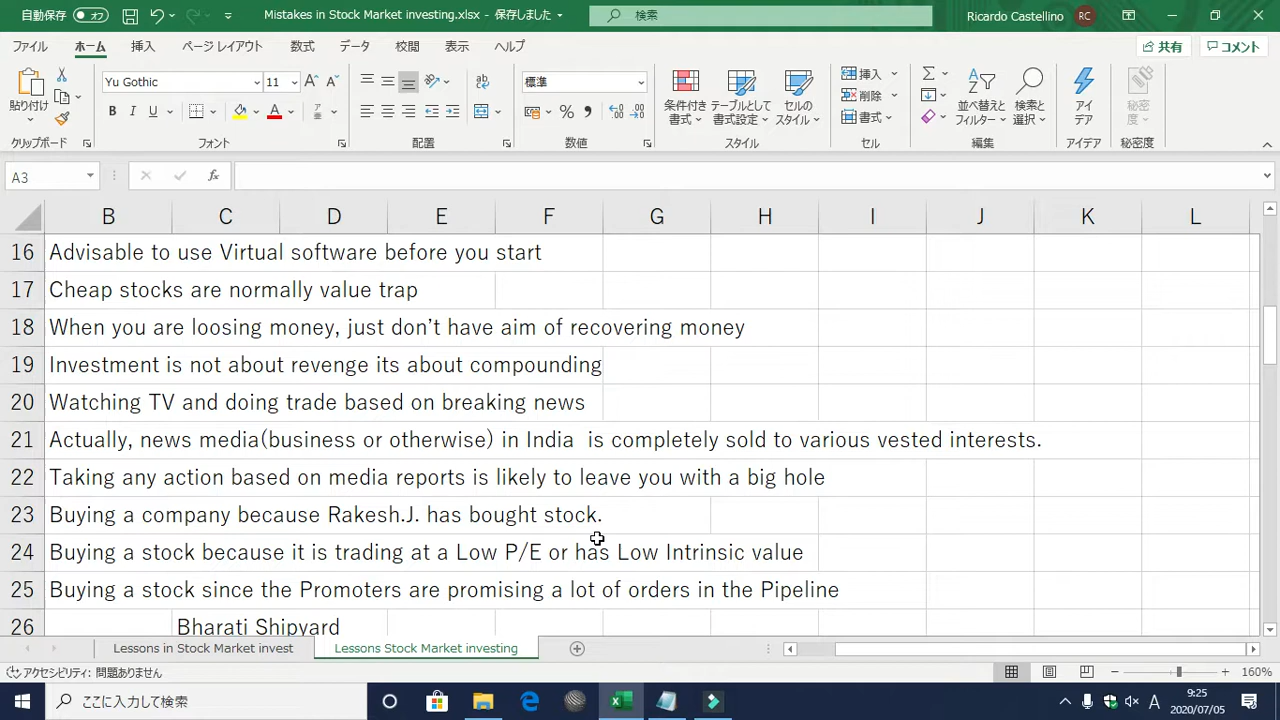 自動保存 オフ Mistakes in Stock Market investing.xlsx - 保存しました 検索 Ricardo Castellino RC
ファイル ホーム 挿入 ページ レイアウト 数式 データ 校閲 表示 ヘルプ 共有 コメント
貼り付け Yu Gothic 11 A A 標準 条件付き書式 テーブルとして書式設定 セルのスタイル 挿入 削除 書式 並べ替えとフィルター 検索と選択 アイデア 秘密度
B I U A % 
クリップボード フォント 配置 数値 スタイル セル 編集 アイデア 秘密度
A3 fx
B C D E F G H I J K L
16 Advisable to use Virtual software before you start
17 Cheap stocks are normally value trap
18 When you are loosing money, just don't have aim of recovering money
19 Investment is not about revenge its about compounding
20 Watching TV and doing trade based on breaking news
21 Actually, news media(business or otherwise) in India  is completely sold to various vested interests.
22 Taking any action based on media reports is likely to leave you with a big hole
23 Buying a company because Rakesh.J. has bought stock.
24 Buying a stock because it is trading at a Low P/E or has Low Intrinsic value
25 Buying a stock since the Promoters are promising a lot of orders in the Pipeline
26 Bharati Shipyard
Lessons in Stock Market invest Lessons Stock Market investing
アクセシビリティ: 問題ありません 160%
ここに入力して検索 A 9:25
2020/07/05